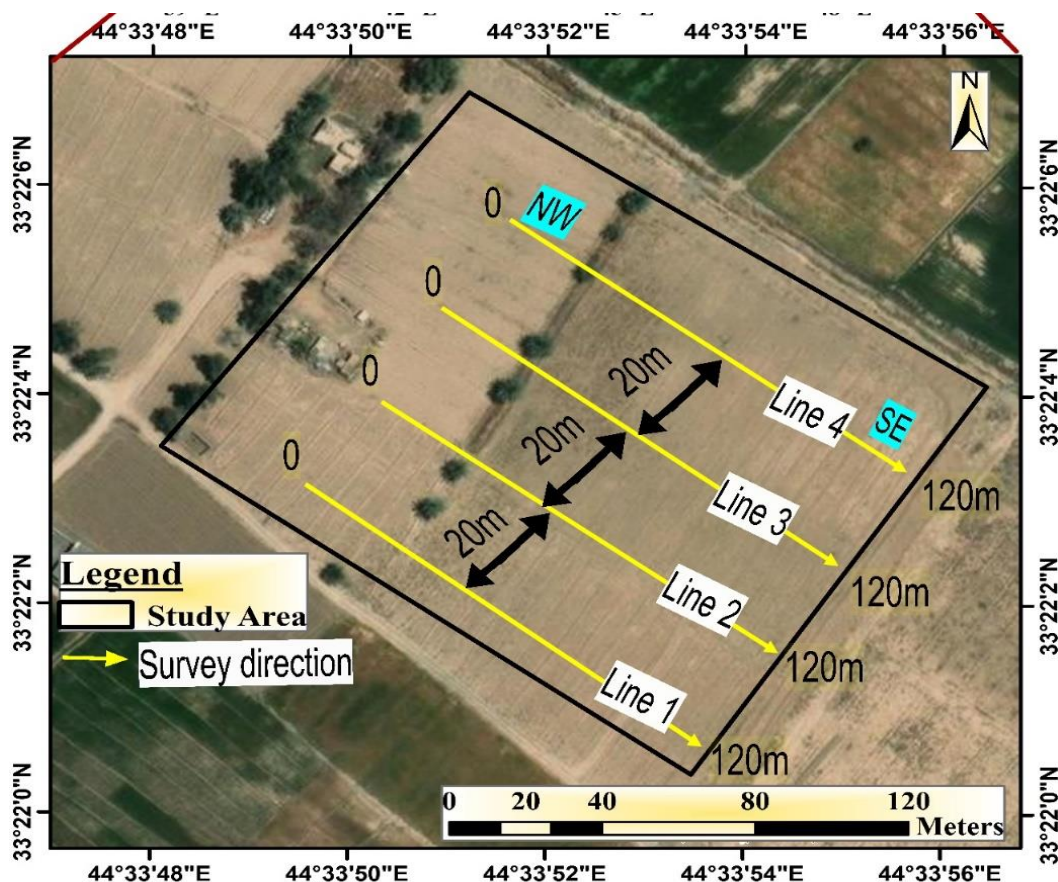 44°33'48"E 44°33'50"E 44°33'52"E 44°33'54"E 44°33'56"E
N
33°22'6"N
33°22'6"N
0
NW
0
20m
33°22'4"N
33°22'4"N
0
Line 4
SE
20m
0
120m
Line 3
20m
Legend
Study Area
Survey direction
33°22'2"N
33°22'2"N
Line 2
120m
Line 1
120m
120m
0 20 40 80 120
Meters
33°22'0"N
33°22'0"N
44°33'48"E 44°33'50"E 44°33'52"E 44°33'54"E 44°33'56"E